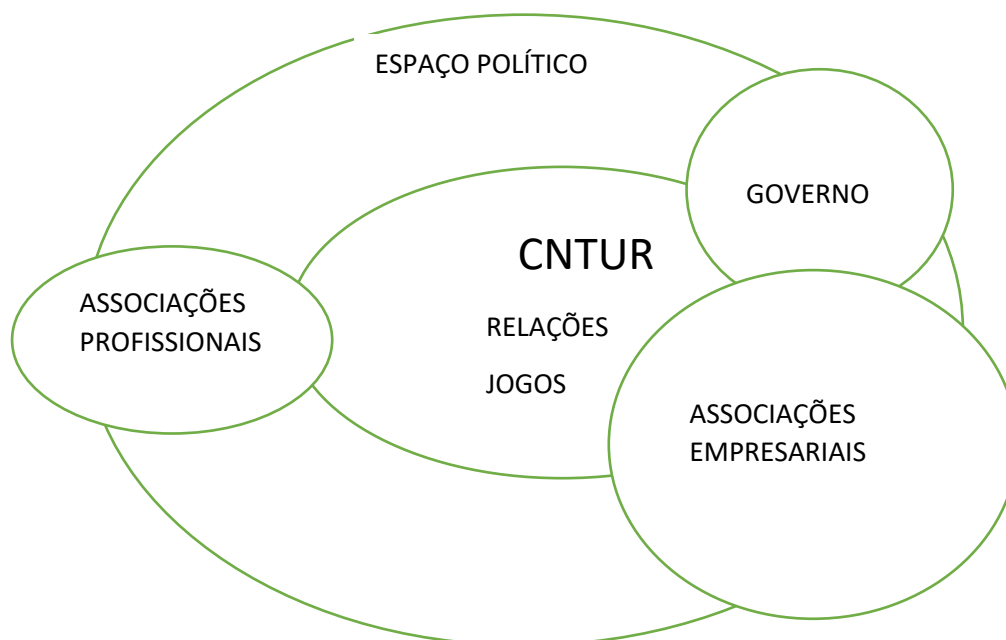 ESPAÇO POLÍTICO
GOVERNO
CNTUR
RELAÇÕES
JOGOS
ASSOCIAÇÕES
PROFISSIONAIS
ASSOCIAÇÕES
EMPRESARIAIS